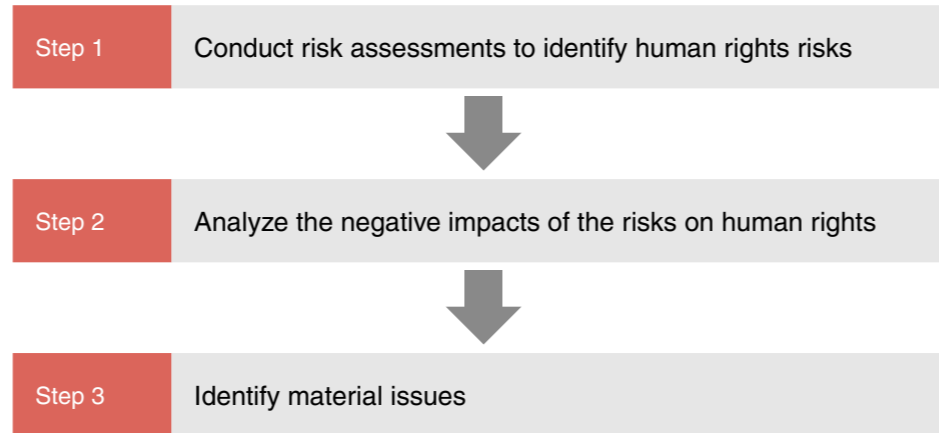 Step 1 Conduct risk assessments to identify human rights risks
Step 2 Analyze the negative impacts of the risks on human rights
Step 3 Identify material issues